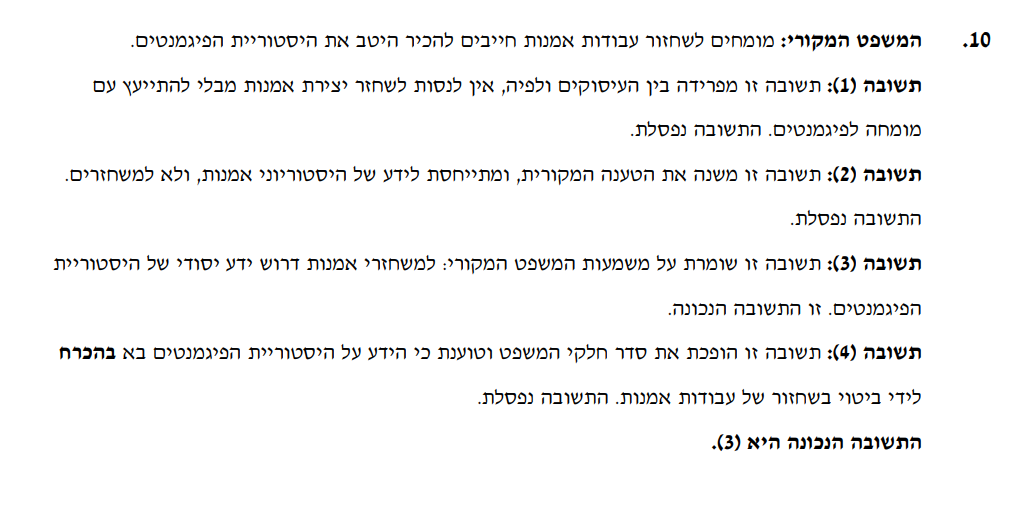 10. המשפט המקורי: מומחים לשחזור עבודות אמנות חייבים להכיר היטב את היסטוריית הפיגמנטים.
תשובה (1): תשובה זו מפרידה בין העיסוקים ולפיה, אין לנסות לשחזר יצירת אמנות מבלי להתייעץ עם
מומחה לפיגמנטים. התשובה נפסלת.
תשובה (2): תשובה זו משנה את הטענה המקורית, ומתייחסת לידע של היסטוריוני אמנות, ולא למשחזרים.
התשובה נפסלת.
תשובה (3): תשובה זו שומרת על משמעות המשפט המקורי: למשחזרי אמנות דרוש ידע יסודי של היסטוריית
הפיגמנטים. זו התשובה הנכונה.
תשובה (4): תשובה זו הופכת את סדר חלקי המשפט וטוענת כי הידע על היסטוריית הפיגמנטים בא בהכרח
לידי ביטוי בשחזור של עבודות אמנות. התשובה נפסלת.
התשובה הנכונה היא (3).